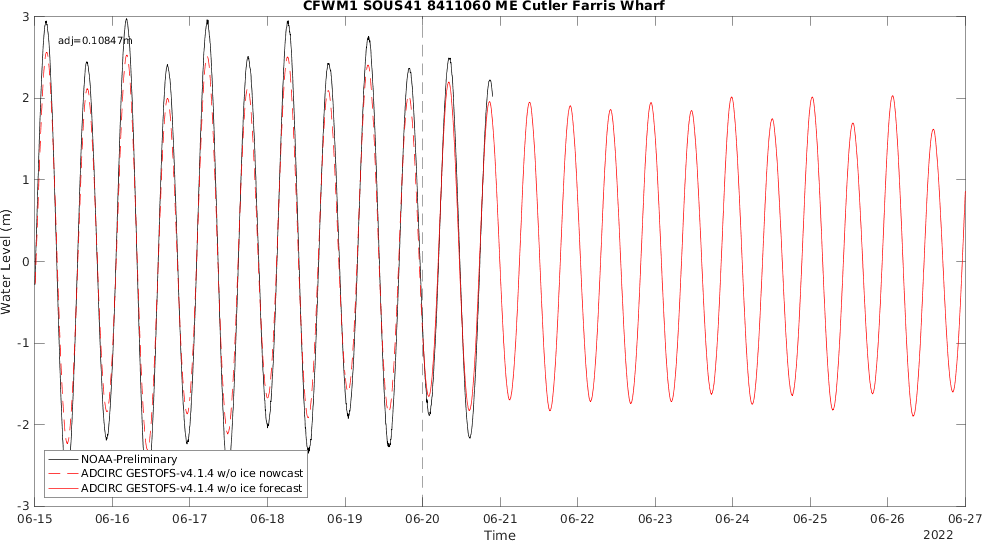 CFWM1 SOUS41 8411060 ME Cutler Farris Wharf
adj=0.10847m
Water Level (m)
3
2
1
0
-1
-2
-3
NOAA-Preliminary
ADCIRC GESTOFS-v4.1.4 w/o ice nowcast
ADCIRC GESTOFS-v4.1.4 w/o ice forecast
06-15 06-16 06-17 06-18 06-19 06-20 06-21 06-22 06-23 06-24 06-25 06-26 06-27
Time
2022